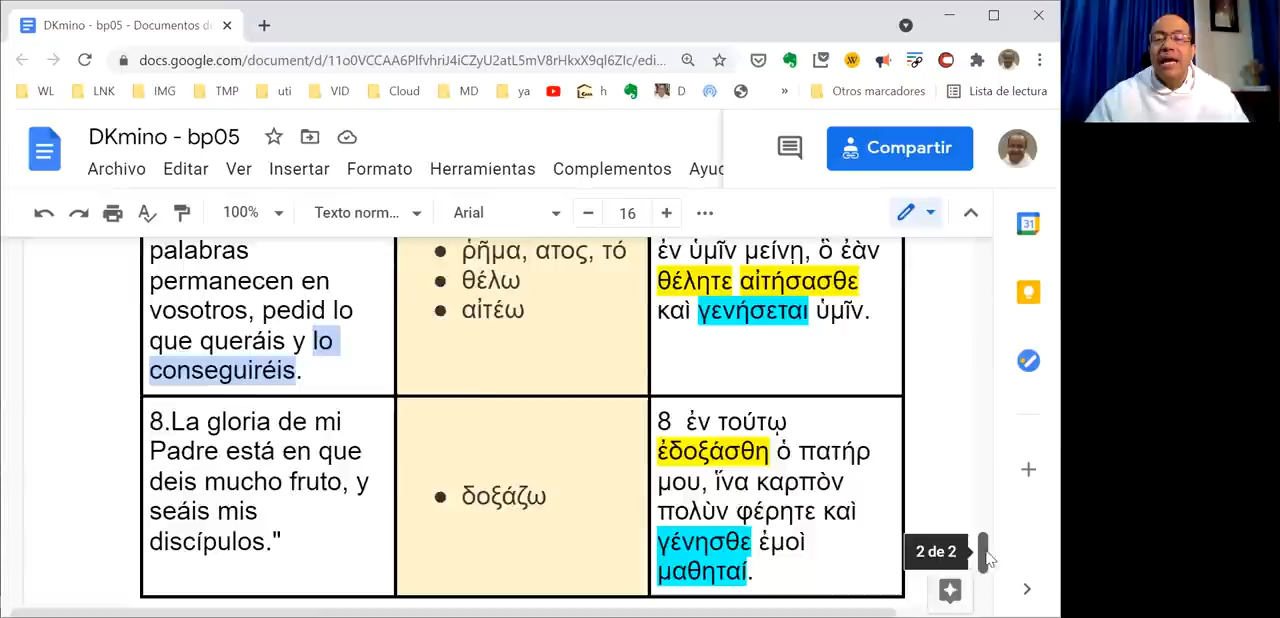 DKmino - bp05 - Documentos d
docs.google.com/document/d/11o0VCCAA6PlfvhriJ4iCZyU2atL5mV8rHkxX9ql6ZIc/edi...
WL LNK IMG TMP uti VID Cloud MD ya h D » Otros marcadores Lista de lectura
DKmino - bp05
Compartir
Archivo Editar Ver Insertar Formato Herramientas Complementos Ayuc
100% Texto norm... Arial 16
31
palabras
permanecen en
vosotros, pedid lo
que queráis y lo
conseguiréis.
ῥῆμα, ατος, τό
θέλω
αἰτέω
ἐν ὑμῖν μείνῃ, ὃ ἐὰν
θέλητε αἰτήσασθε
καὶ γενήσεται ὑμῖν.
8.La gloria de mi
Padre está en que
deis mucho fruto, y
seáis mis
discípulos."
δοξάζω
8 ἐν τούτῳ
ἐδοξάσθη ὁ πατήρ
μου, ἵνα καρπὸν
πολὺν φέρητε καὶ
γένησθε ἐμοὶ
μαθηταί.
2 de 2